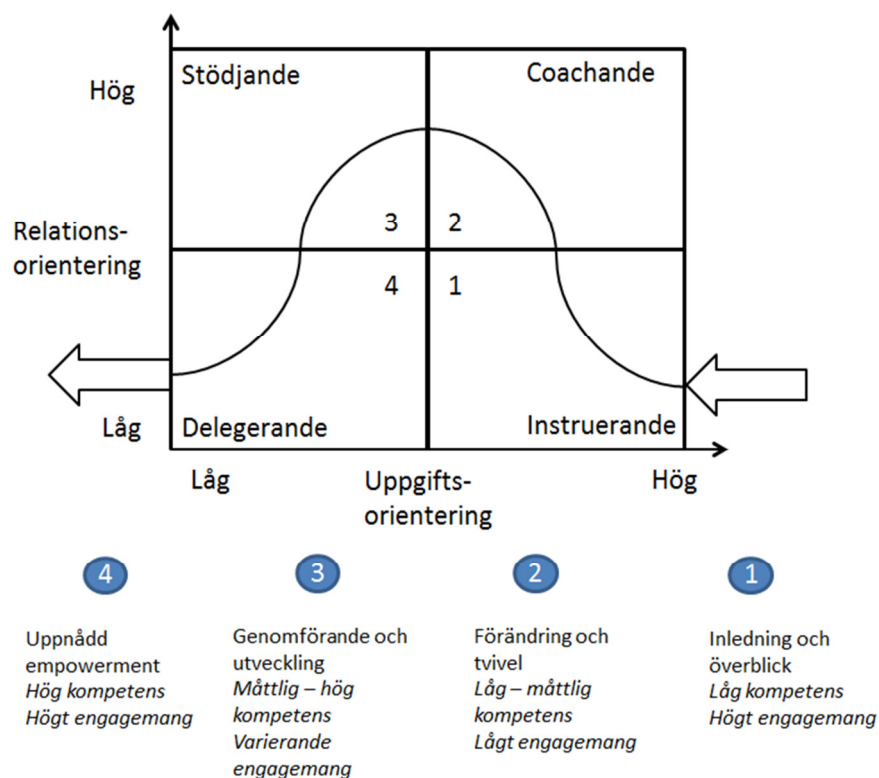 Hög
Stödjande
Coachande
Relations-
orientering
3
2
4
1
Låg
Delegerande
Instruerande
Låg
Uppgifts-
orientering
Hög
4
Uppnådd
empowerment
Hög kompetens
Högt engagemang
3
Genomförande och
utveckling
Måttlig – hög
kompetens
Varierande
engagemang
2
Förändring och
tvivel
Låg – måttlig
kompetens
Lågt engagemang
1
Inledning och
överblick
Låg kompetens
Högt engagemang